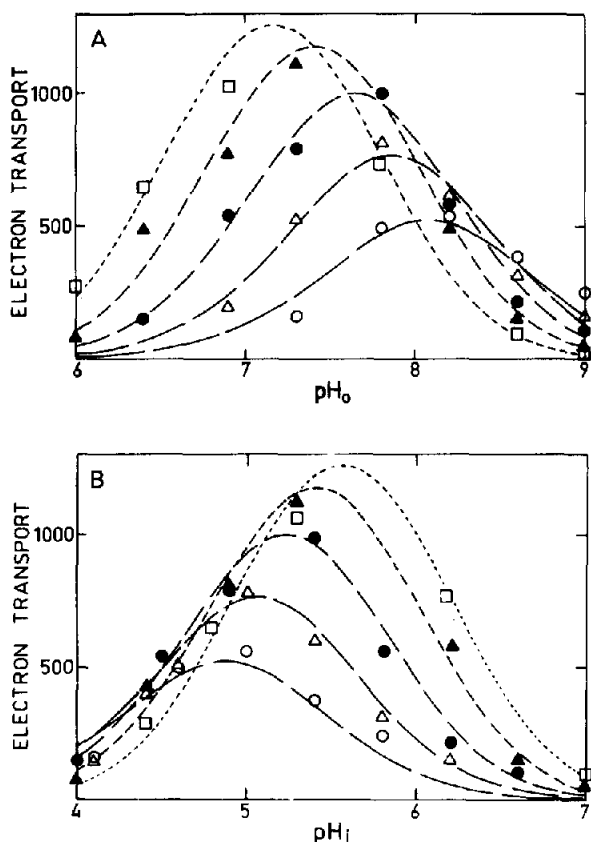 A
ELECTRON TRANSPORT
1000
500
6 7 8 9
pHo
B
ELECTRON TRANSPORT
1000
500
4 5 6 7
pHi